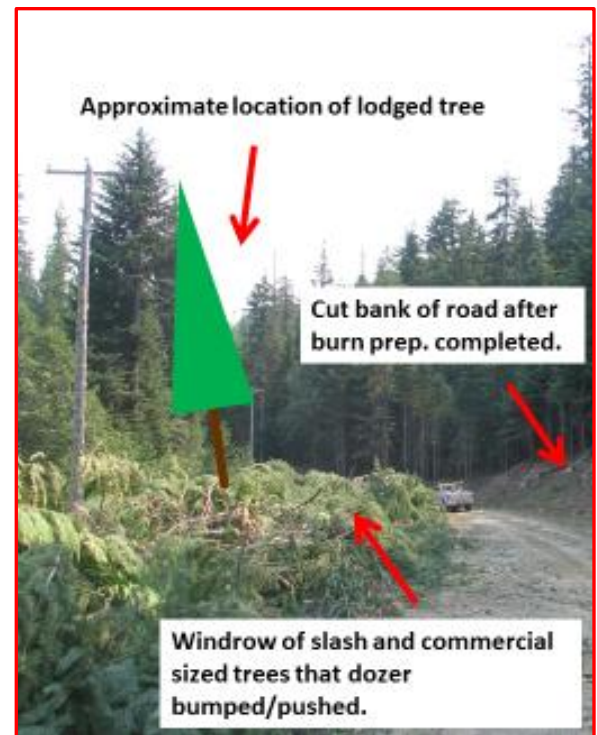 Approximate location of lodged tree
Cut bank of road after
burn prep. completed.
Windrow of slash and commercial
sized trees that dozer
bumped/pushed.